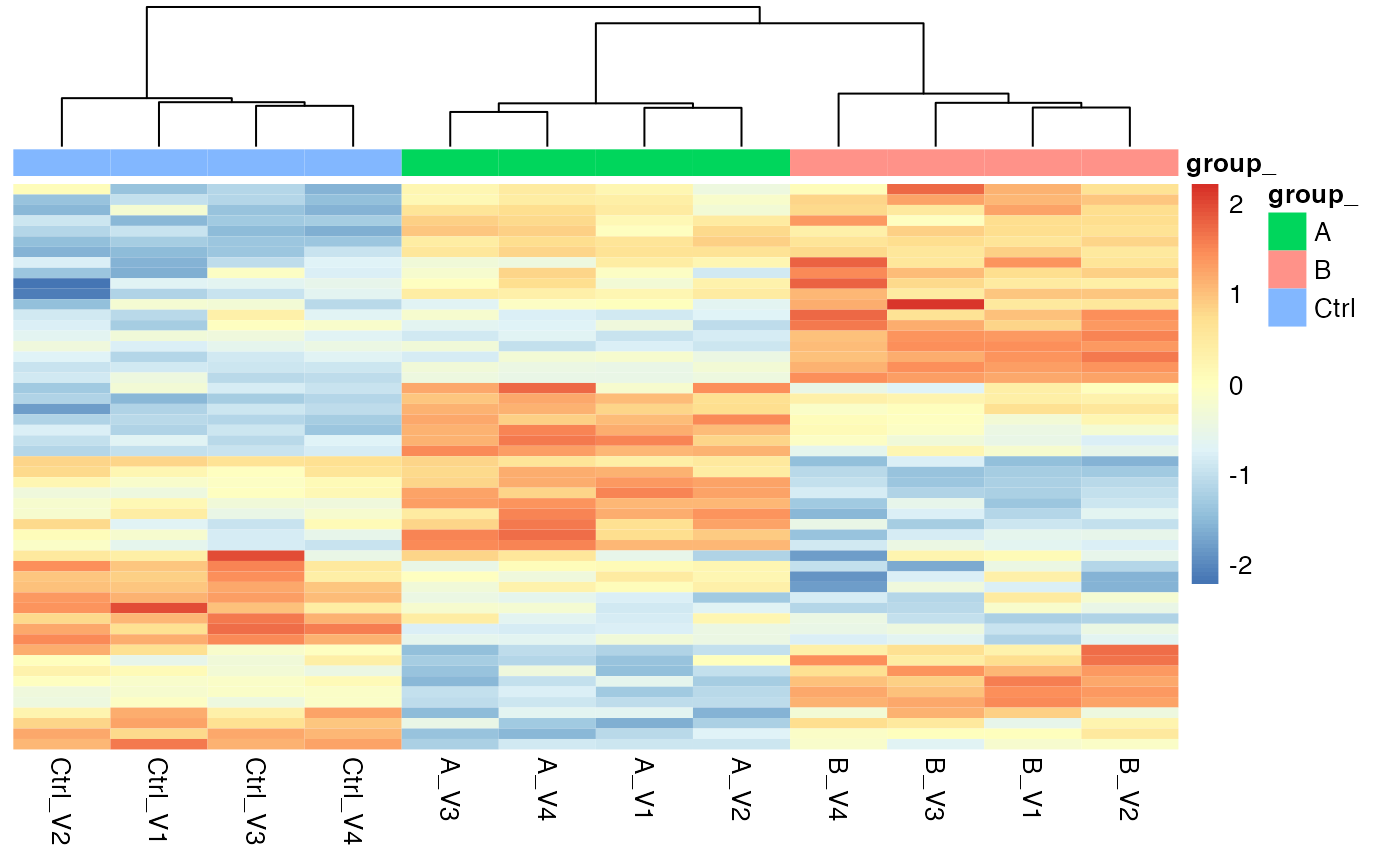 group_
group_
2
1
0
-1
-2
A
B
Ctrl
Ctrl_V2
Ctrl_V1
Ctrl_V3
Ctrl_V4
A_V3
A_V4
A_V1
A_V2
B_V4
B_V3
B_V1
B_V2